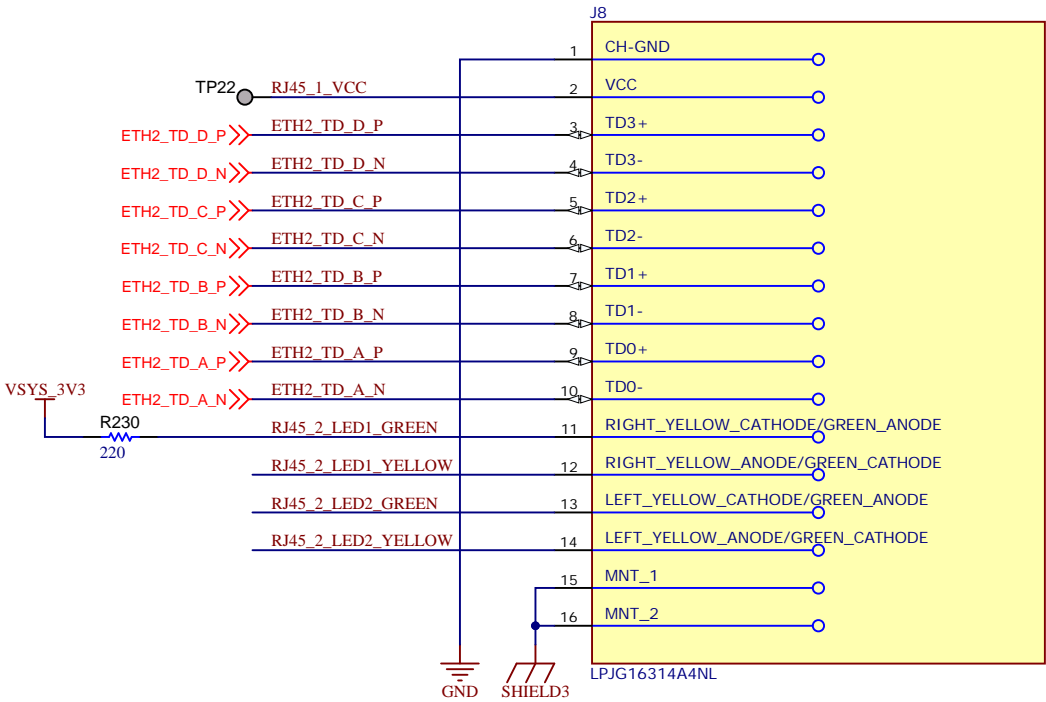 J8
1 CH-GND
TP22 RJ45_1_VCC 2 VCC
ETH2_TD_D_P ETH2_TD_D_P 3 TD3+
ETH2_TD_D_N ETH2_TD_D_N 4 TD3-
ETH2_TD_C_P ETH2_TD_C_P 5 TD2+
ETH2_TD_C_N ETH2_TD_C_N 6 TD2-
ETH2_TD_B_P ETH2_TD_B_P 7 TD1+
ETH2_TD_B_N ETH2_TD_B_N 8 TD1-
ETH2_TD_A_P ETH2_TD_A_P 9 TD0+
ETH2_TD_A_N ETH2_TD_A_N 10 TD0-
VSYS_3V3
R230
220
RJ45_2_LED1_GREEN 11 RIGHT_YELLOW_CATHODE/GREEN_ANODE
RJ45_2_LED1_YELLOW 12 RIGHT_YELLOW_ANODE/GREEN_CATHODE
RJ45_2_LED2_GREEN 13 LEFT_YELLOW_CATHODE/GREEN_ANODE
RJ45_2_LED2_YELLOW 14 LEFT_YELLOW_ANODE/GREEN_CATHODE
15 MNT_1
16 MNT_2
GND
SHIELD3
LPJG16314A4NL